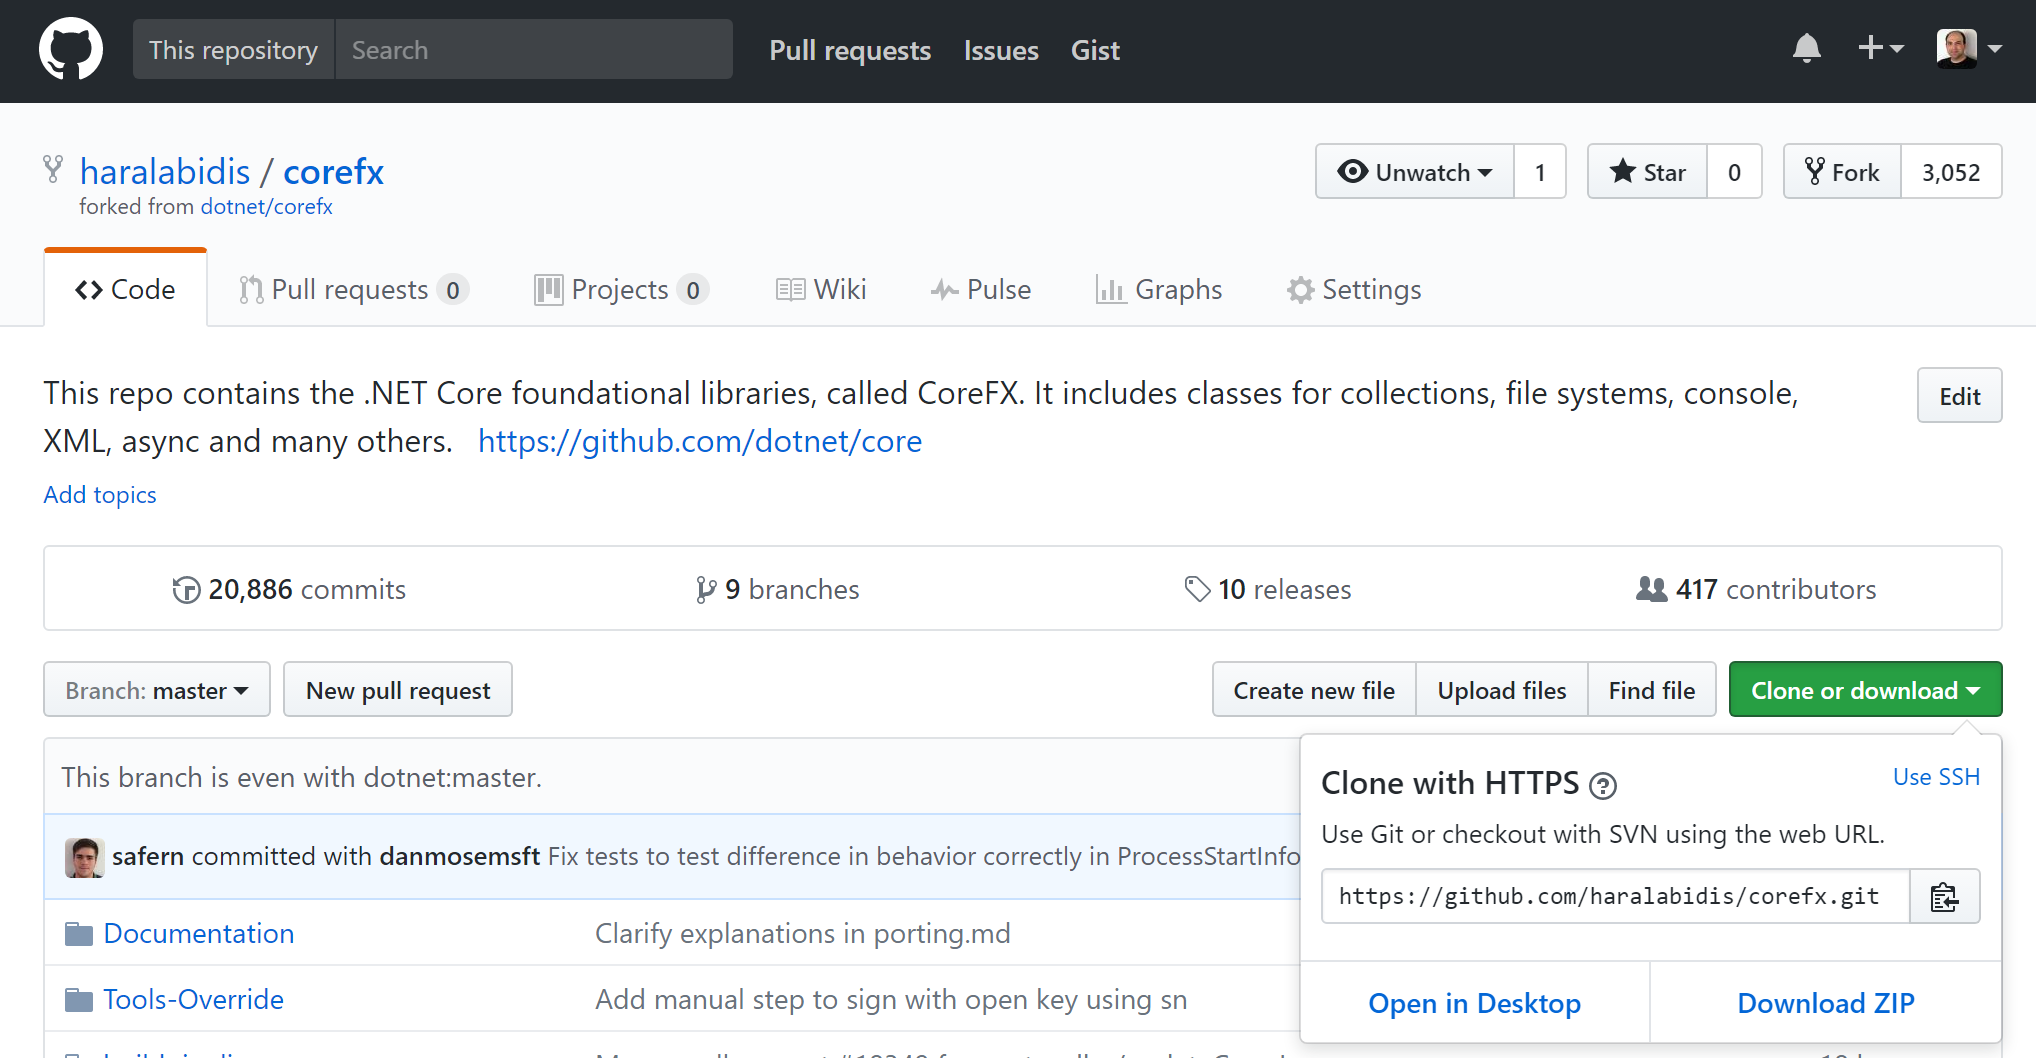 This repository Search Pull requests Issues Gist
haralabidis / corefx
forked from dotnet/corefx
Unwatch 1 Star 0 Fork 3,052
Code Pull requests 0 Projects 0 Wiki Pulse Graphs Settings
This repo contains the .NET Core foundational libraries, called CoreFX. It includes classes for collections, file systems, console,
XML, async and many others. https://github.com/dotnet/core
Edit
Add topics
20,886 commits 9 branches 10 releases 417 contributors
Branch: master New pull request Create new file Upload files Find file Clone or download
This branch is even with dotnet:master.
safern committed with danmosemsft Fix tests to test difference in behavior correctly in ProcessStartInfo
Documentation Clarify explanations in porting.md
Tools-Override Add manual step to sign with open key using sn
Clone with HTTPS ?
Use SSH
Use Git or checkout with SVN using the web URL.
https://github.com/haralabidis/corefx.git
Open in Desktop Download ZIP